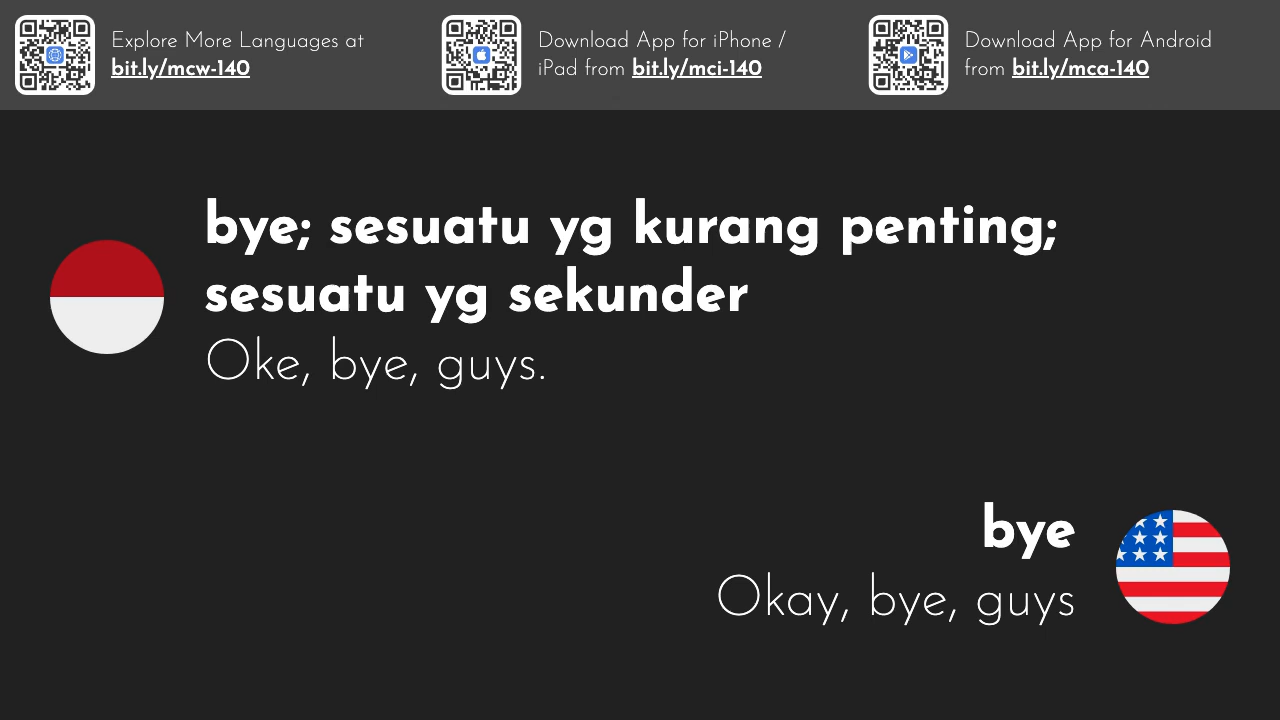 Explore More Languages at
bit.ly/mcw-140
Download App for iPhone /
iPad from bit.ly/mci-140
Download App for Android
from bit.ly/mca-140
bye; sesuatu yg kurang penting;
sesuatu yg sekunder
Oke, bye, guys.
bye
Okay, bye, guys